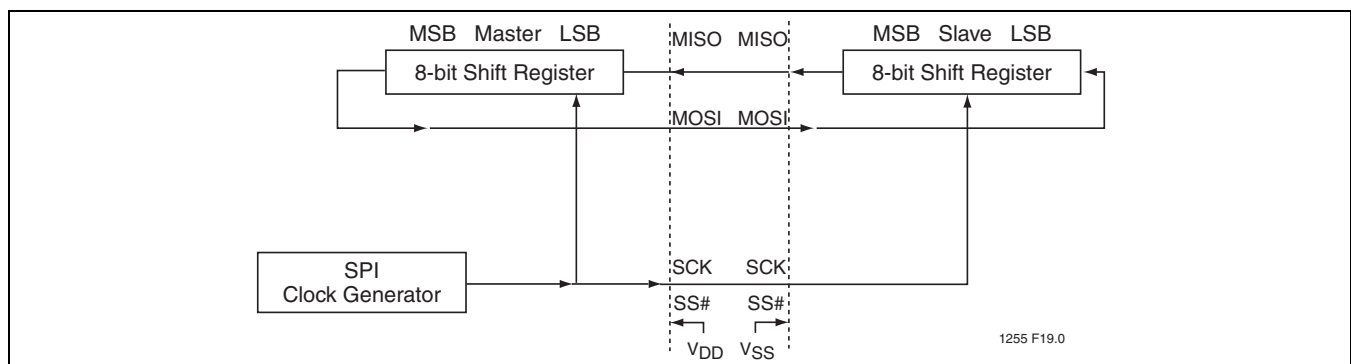 MSB Master LSB
MISO MISO
MSB Slave LSB
8-bit Shift Register
8-bit Shift Register
MOSI MOSI
SPI
Clock Generator
SCK SCK
SS# SS#
VDD VSS
1255 F19.0